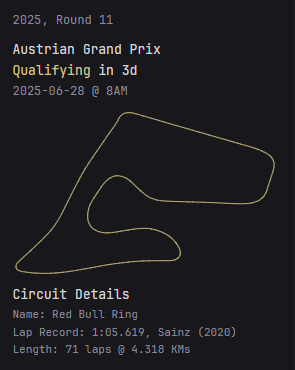 2025, Round 11
Austrian Grand Prix
Qualifying in 3d
2025-06-28 @ 8AM
Circuit Details
Name: Red Bull Ring
Lap Record: 1:05.619, Sainz (2020)
Length: 71 laps @ 4.318 KMs